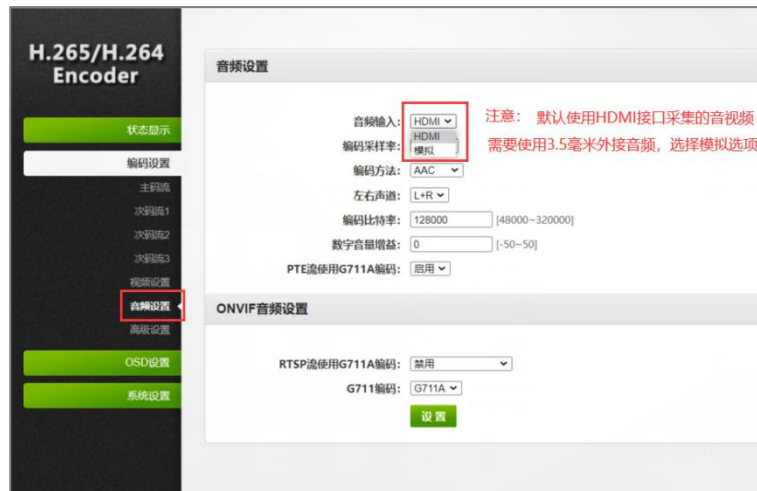 H.265/H.264
Encoder
状态显示
编码设置
主码流
次码流1
次码流2
次码流3
视频设置
音频设置
高级设置
OSD设置
系统设置
音频设置
音频输入: HDMI
HDMI
模拟
注意： 默认使用HDMI接口采集的音视频
需要使用3.5毫米外接音频，选择模拟选项
编码采样率:
编码方法: AAC
左右声道: L+R
编码比特率: 128000 [48000~320000]
数字音量增益: 0 [-50~50]
PTE流使用G711A编码: 启用
ONVIF音频设置
RTSP流使用G711A编码: 禁用
G711编码: G711A
设 置